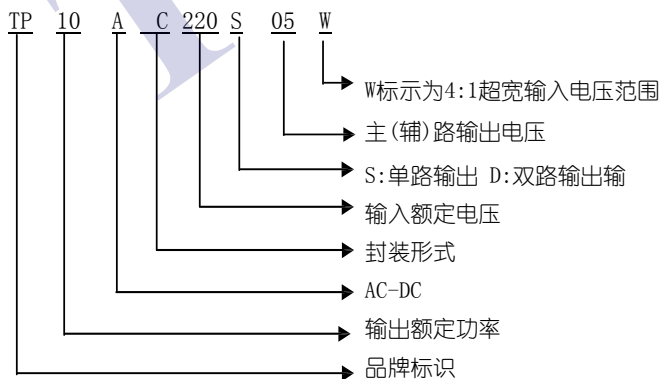 TP 10 A C 220 S 05 W
W标示为4:1超宽输入电压范围
主(辅)路输出电压
S:单路输出 D:双路输出输
输入额定电压
封装形式
AC-DC
输出额定功率
品牌标识